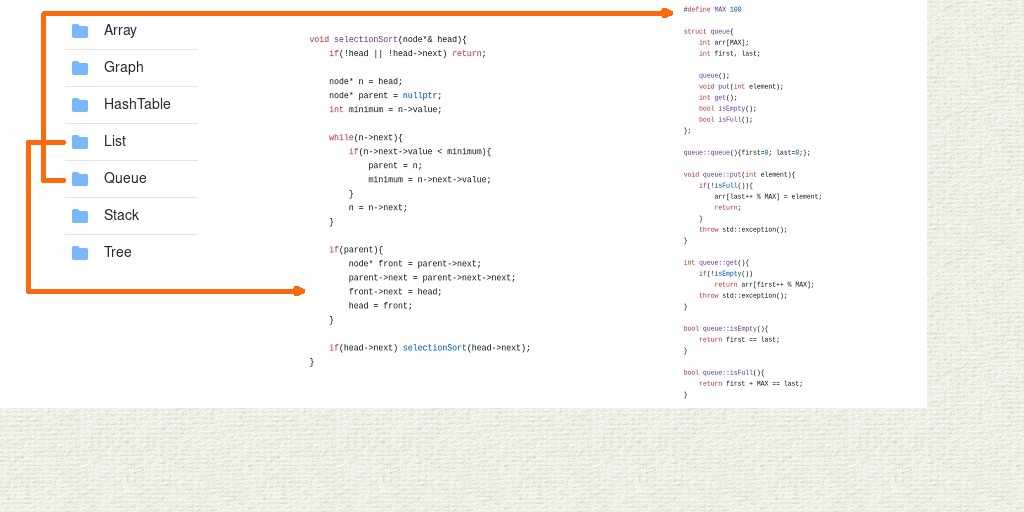 Array
Graph
HashTable
List
Queue
Stack
Tree
void selectionSort(node*& head){
    if(!head || !head->next) return;
    node* n = head;
    node* parent = nullptr;
    int minimum = n->value;
    while(n->next){
        if(n->next->value < minimum){
            parent = n;
            minimum = n->next->value;
        }
        n = n->next;
    }
    if(parent){
        node* front = parent->next;
        parent->next = parent->next->next;
        front->next = head;
        head = front;
    }
    if(head->next) selectionSort(head->next);
}
#define MAX 100
struct queue{
    int arr[MAX];
    int first, last;
    queue();
    void put(int element);
    int get();
    bool isEmpty();
    bool isFull();
};
queue::queue(){first=0; last=0;};
void queue::put(int element){
    if(!isFull()){
        arr[last++ % MAX] = element;
        return;
    }
    throw std::exception();
}
int queue::get(){
    if(!isEmpty())
        return arr[first++ % MAX];
    throw std::exception();
}
bool queue::isEmpty(){
    return first == last;
}
bool queue::isFull(){
    return first + MAX == last;
}